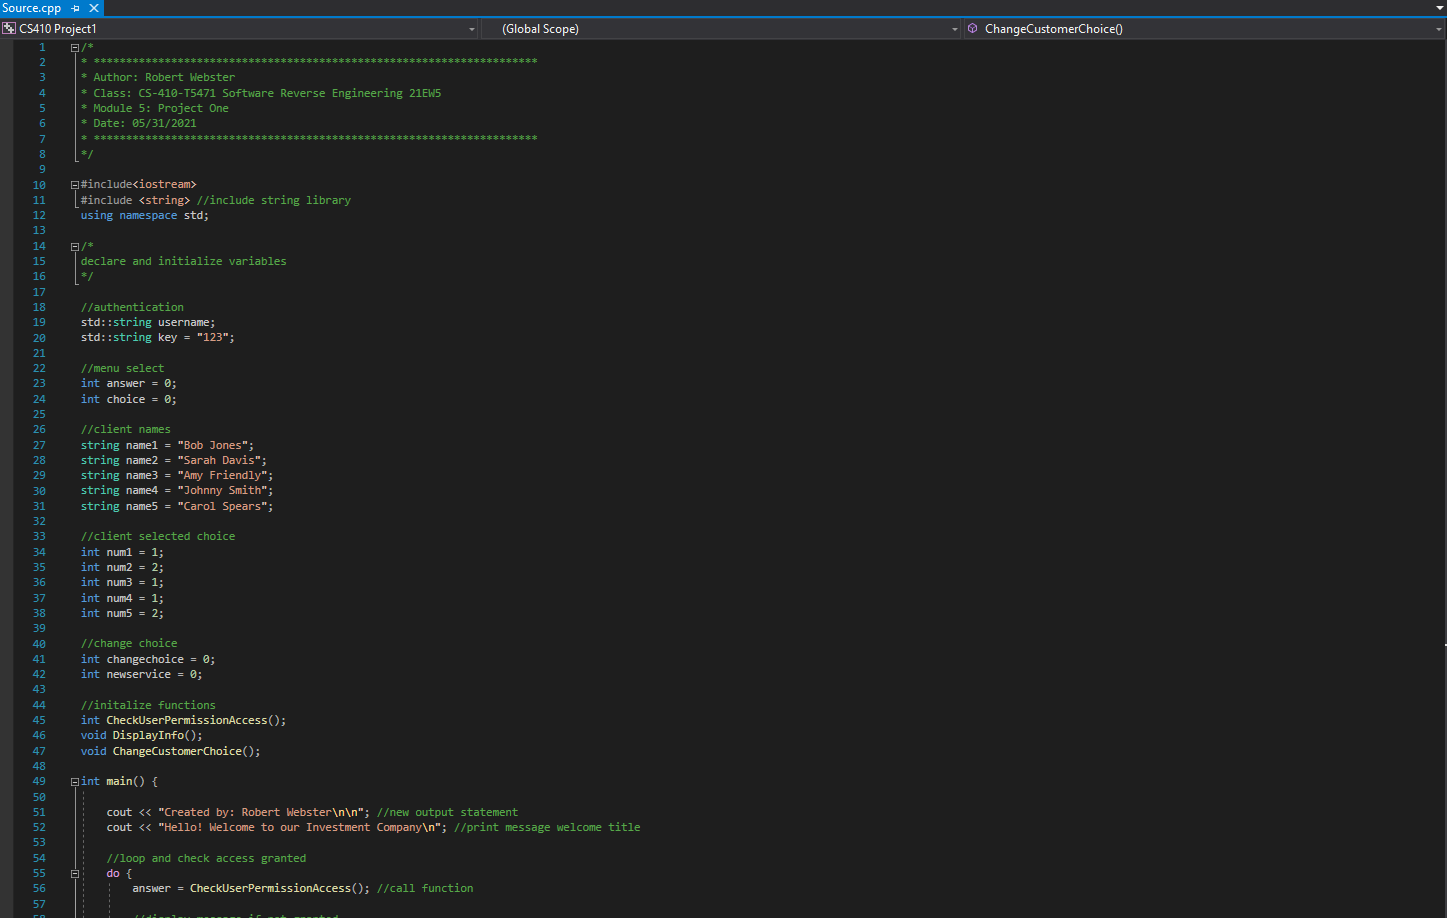 Source.cpp
CS410 Project1 (Global Scope) ChangeCustomerChoice()
1 /*
2 * *********************************************************************
3 * Author: Robert Webster
4 * Class: CS-410-T5471 Software Reverse Engineering 21EW5
5 * Module 5: Project One
6 * Date: 05/31/2021
7 * *********************************************************************
8 */
9
10 #include<iostream>
11 #include <string> //include string library
12 using namespace std;
13
14 /*
15 declare and initialize variables
16 */
17
18 //authentication
19 std::string username;
20 std::string key = "123";
21
22 //menu select
23 int answer = 0;
24 int choice = 0;
25
26 //client names
27 string name1 = "Bob Jones";
28 string name2 = "Sarah Davis";
29 string name3 = "Amy Friendly";
30 string name4 = "Johnny Smith";
31 string name5 = "Carol Spears";
32
33 //client selected choice
34 int num1 = 1;
35 int num2 = 2;
36 int num3 = 1;
37 int num4 = 1;
38 int num5 = 2;
39
40 //change choice
41 int changechoice = 0;
42 int newservice = 0;
43
44 //initalize functions
45 int CheckUserPermissionAccess();
46 void DisplayInfo();
47 void ChangeCustomerChoice();
48
49 int main() {
50
51 cout << "Created by: Robert Webster\n\n"; //new output statement
52 cout << "Hello! Welcome to our Investment Company\n"; //print message welcome title
53
54 //loop and check access granted
55 do {
56 answer = CheckUserPermissionAccess(); //call function
57